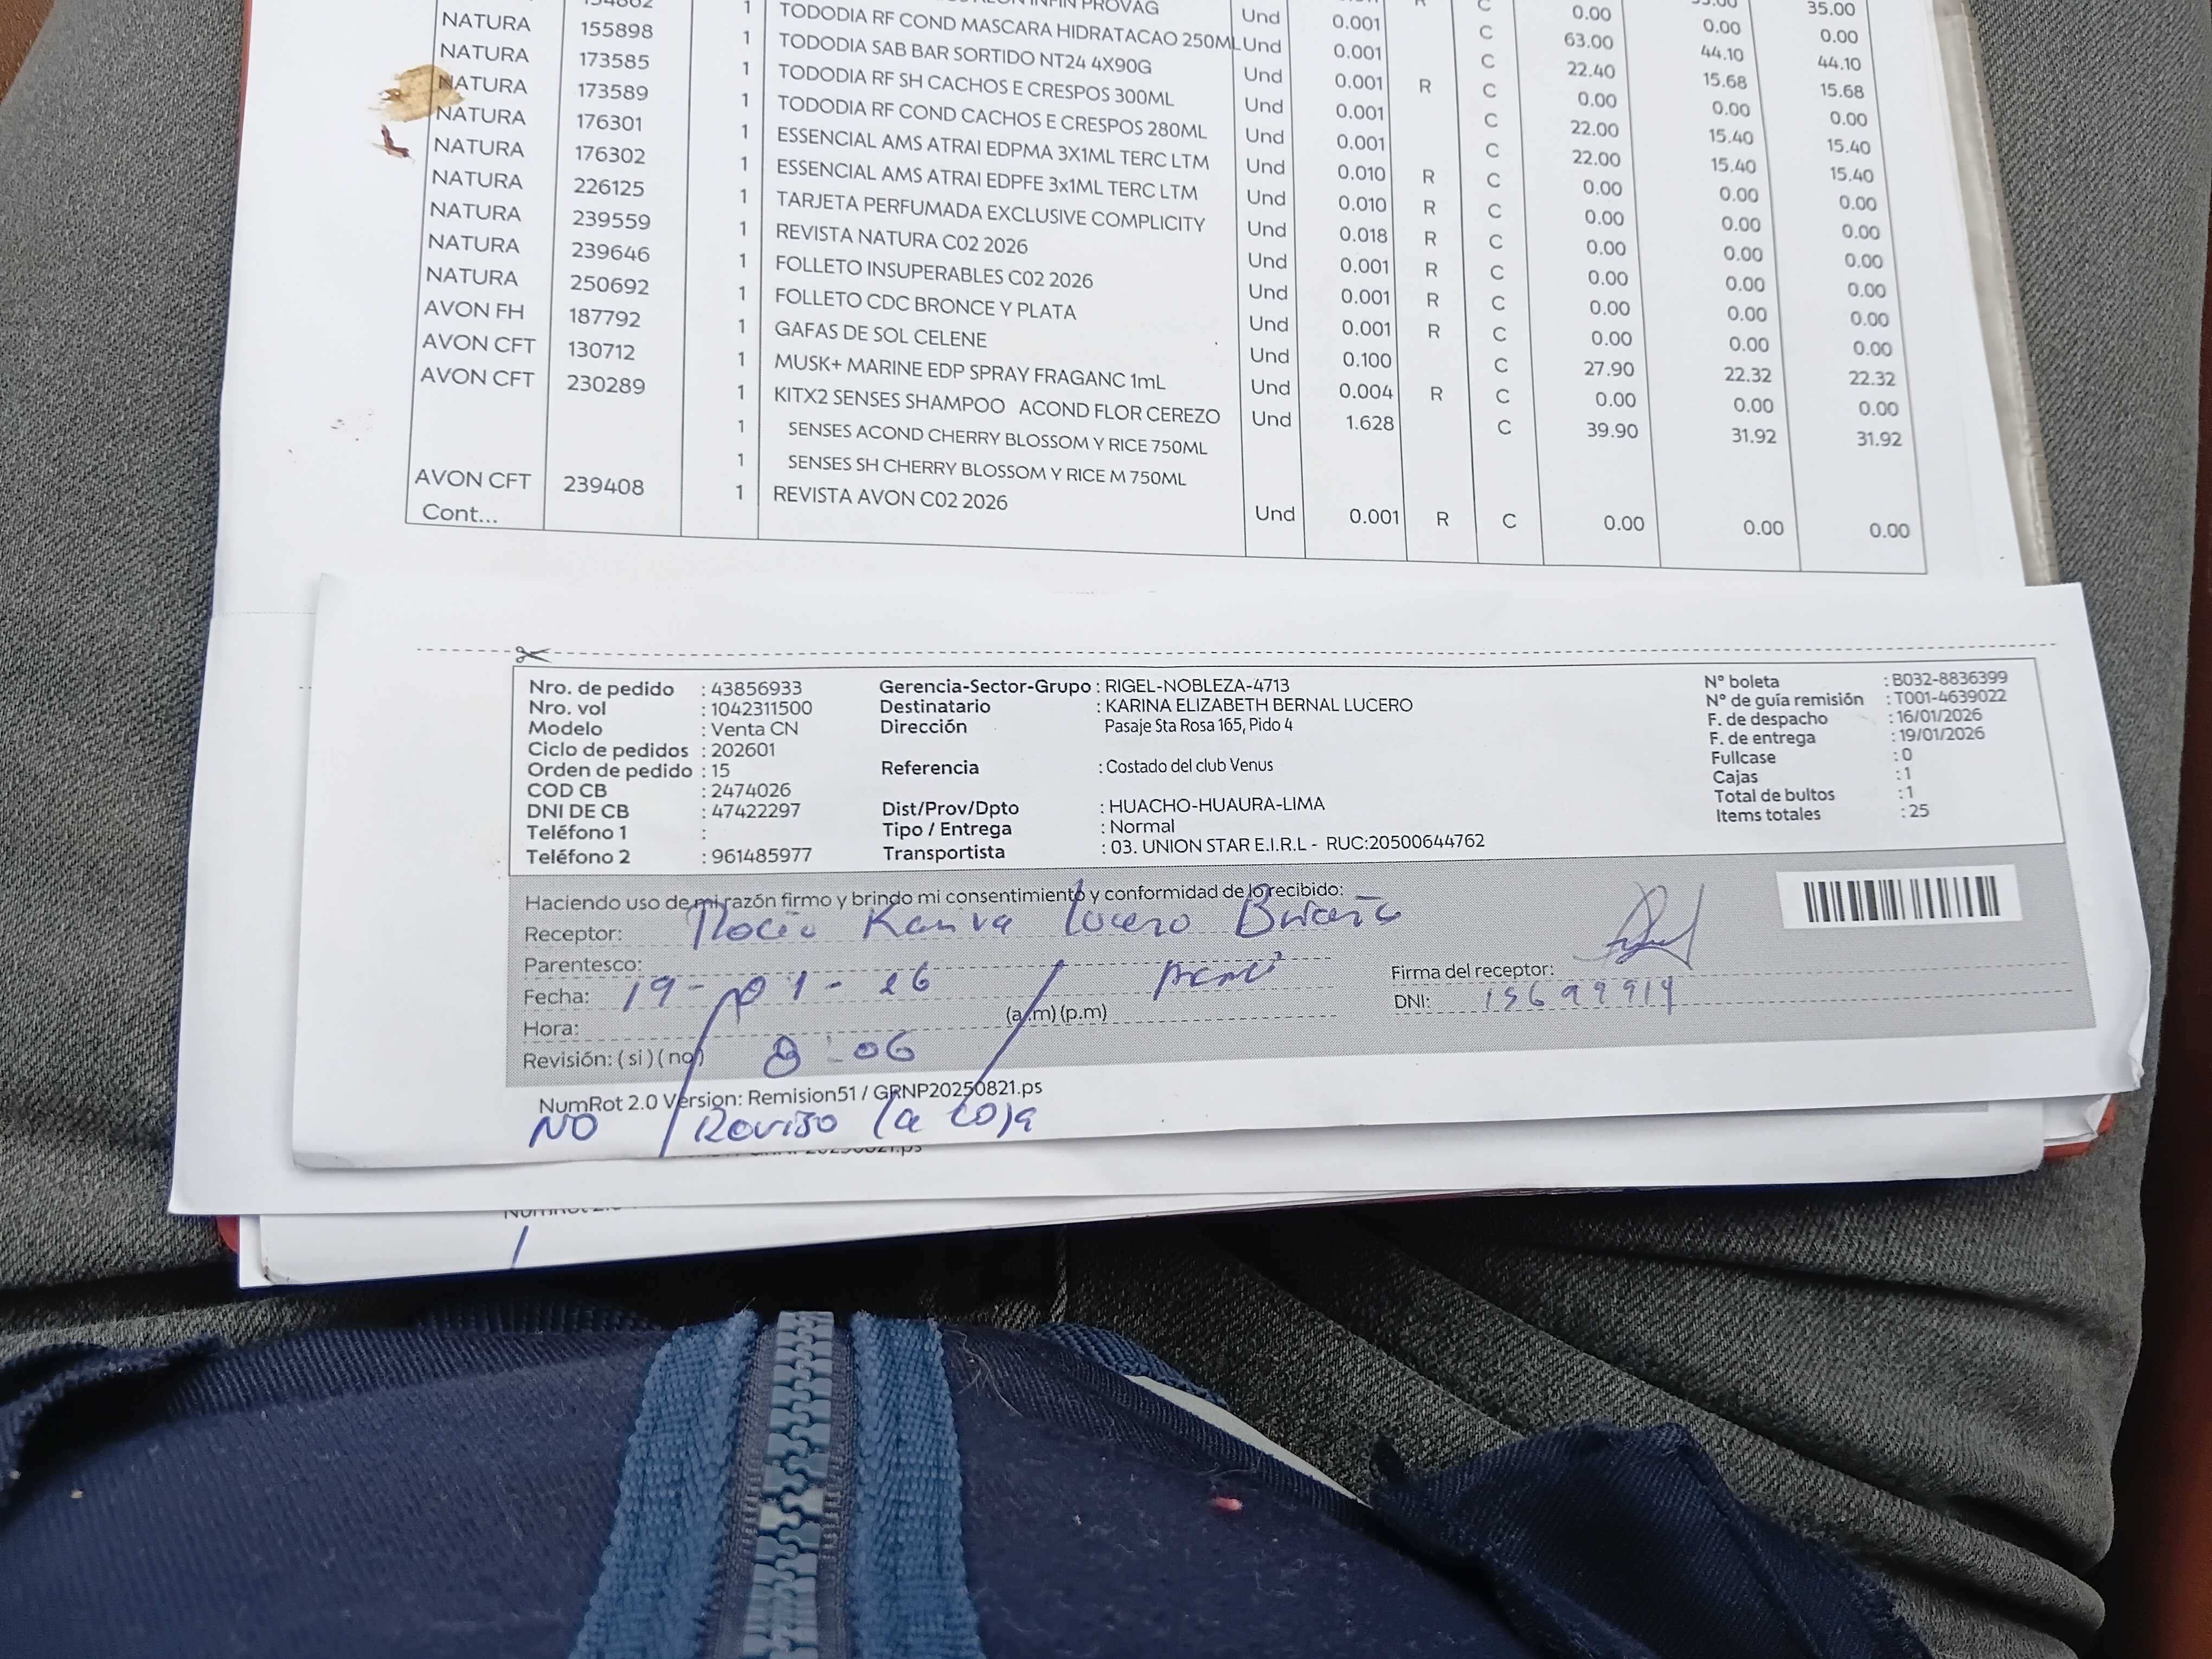 PROVAG 35.00
NATURA 155898 1 TODODIA RF COND MASCARA HIDRATACAO 250ML Und 0.001 C 0.00 0.00 0.00
NATURA 173585 1 TODODIA SAB BAR SORTIDO NT24 4X90G Und 0.001 C 63.00 44.10 44.10
NATURA 173589 1 TODODIA RF SH CACHOS E CRESPOS 300ML Und 0.001 R C 22.40 15.68 15.68
NATURA 176301 1 TODODIA RF COND CACHOS E CRESPOS 280ML Und 0.001 C 0.00 0.00 0.00
NATURA 176302 1 ESSENCIAL AMS ATRAI EDPMA 3X1ML TERC LTM Und 0.001 C 22.00 15.40 15.40
NATURA 226125 1 ESSENCIAL AMS ATRAI EDPFE 3x1ML TERC LTM Und 0.010 R C 22.00 15.40 15.40
NATURA 239559 1 TARJETA PERFUMADA EXCLUSIVE COMPLICITY Und 0.010 R C 0.00 0.00 0.00
NATURA 239646 1 REVISTA NATURA C02 2026 Und 0.018 R C 0.00 0.00 0.00
NATURA 250692 1 FOLLETO INSUPERABLES C02 2026 Und 0.001 R C 0.00 0.00 0.00
AVON FH 187792 1 FOLLETO CDC BRONCE Y PLATA Und 0.001 R C 0.00 0.00 0.00
AVON CFT 130712 1 GAFAS DE SOL CELENE Und 0.001 R C 0.00 0.00 0.00
AVON CFT 230289 1 MUSK+ MARINE EDP SPRAY FRAGANC 1mL Und 0.100 C 27.90 22.32 22.32
1 KITX2 SENSES SHAMPOO ACOND FLOR CEREZO Und 0.004 R C 0.00 0.00 0.00
1 SENSES ACOND CHERRY BLOSSOM Y RICE 750ML Und 1.628 C 39.90 31.92 31.92
1 SENSES SH CHERRY BLOSSOM Y RICE M 750ML
AVON CFT 239408 1 REVISTA AVON C02 2026 Und 0.001 R C 0.00 0.00 0.00
Cont...
Nro. de pedido : 43856933 Gerencia-Sector-Grupo : RIGEL-NOBLEZA-4713 N° boleta : B032-8836399
Nro. vol : 1042311500 Destinatario : KARINA ELIZABETH BERNAL LUCERO N° de guía remisión : T001-4639022
Modelo : Venta CN Dirección Pasaje Sta Rosa 165, Pido 4 F. de despacho : 16/01/2026
Ciclo de pedidos : 202601 F. de entrega : 19/01/2026
Orden de pedido : 15 Referencia : Costado del club Venus Fullcase : 0
COD CB : 2474026 Cajas : 1
DNI DE CB : 47422297 Dist/Prov/Dpto : HUACHO-HUAURA-LIMA Total de bultos : 1
Teléfono 1 : Tipo / Entrega : Normal Items totales : 25
Teléfono 2 : 961485977 Transportista : 03. UNION STAR E.I.R.L - RUC:20500644762
Haciendo uso de mi razón firmo y brindo mi consentimiento y conformidad de lo recibido:
Receptor: Rocio Karina Lucero Briceño
Parentesco:
Firma del receptor:
Fecha: 19-01-26 mamá
DNI: 15699914
Hora: (a.m) (p.m)
Revisión: ( si ) ( no ) 8:06
NumRot 2.0 Version: Remision51 / GRNP20250821.ps
NO Reviso la caja